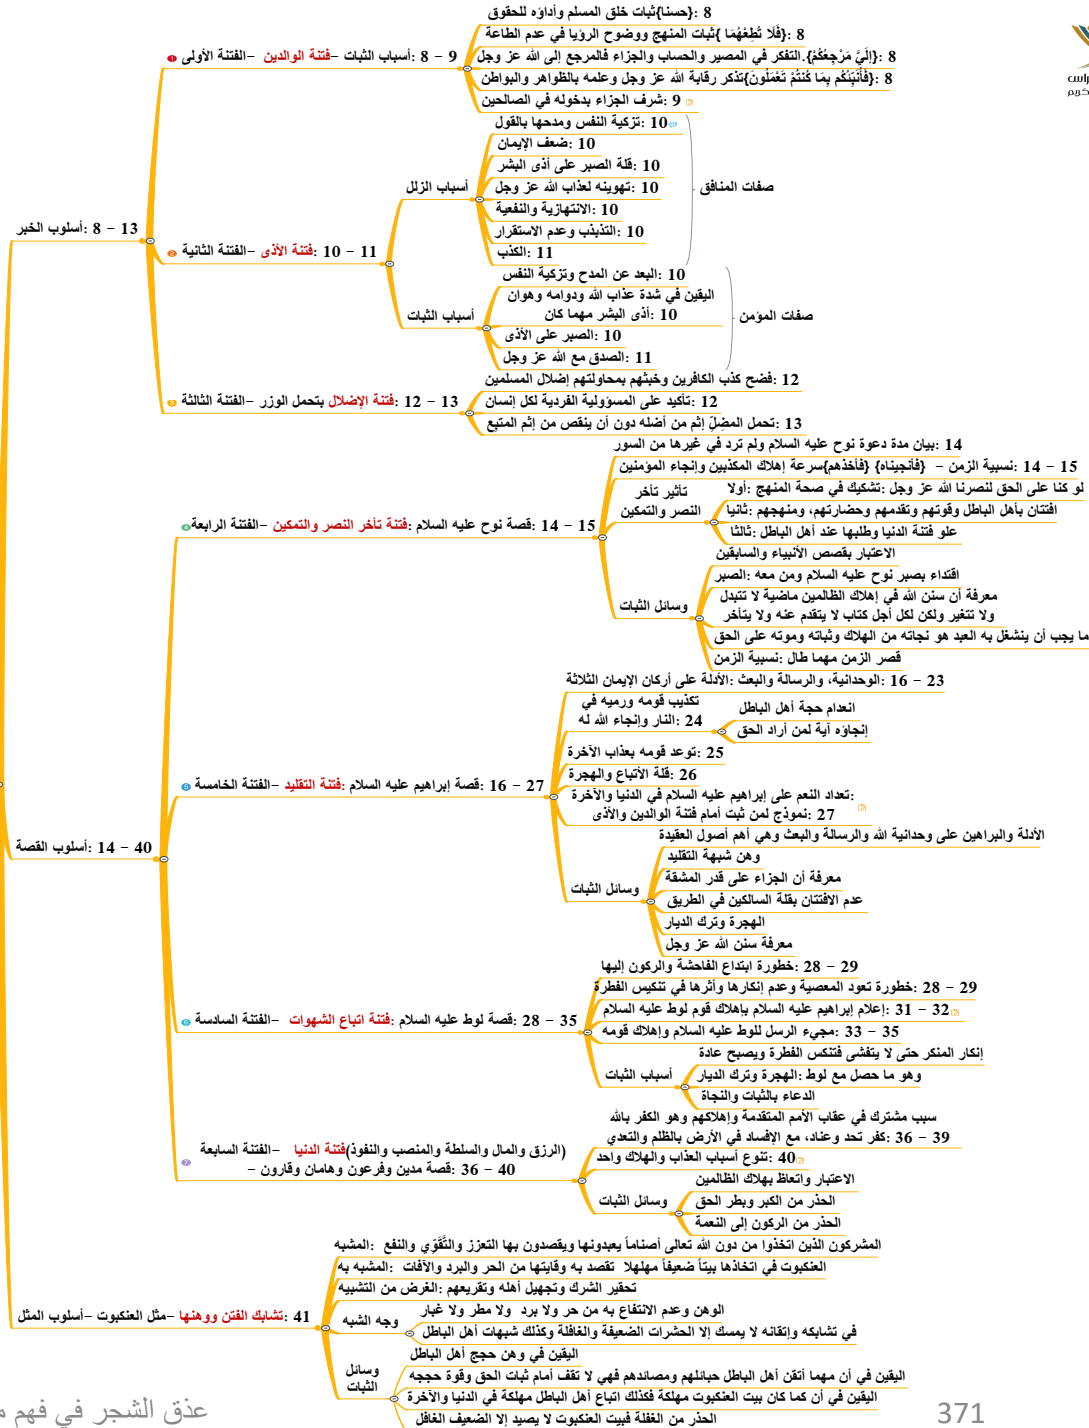 8 :{حسنا}ثبات خلق المسلم وأداؤه للحقوق
8 :{فَلَا تُطِعْهُمَا }ثبات المنهج ووضوح الرؤيا في عدم الطاعة
8 :{إِلَيَّ مَرْجِعُكُمْ}.التفكر في المصير والحساب والجزاء فالمرجع إلى الله عز وجل
8 :{فَأُنَبِّئُكُم بِمَا كُنتُمْ تَعْمَلُونَ}تذكر رقابة الله عز وجل وعلمه بالظواهر والبواطن
9 :شرف الجزاء بدخوله في الصالحين
8 – 9 :أسباب الثبات –فتنة الوالدين –الفتنة الأولى
10 :تزكية النفس ومدحها بالقول
10 :ضعف الإيمان
10 :قلة الصبر على أذى البشر
10 :تهوينه لعذاب الله عز وجل
10 :الانتهازية والنفعية
10 :التذبذب وعدم الاستقرار
11 :الكذب
صفات المنافق
أسباب الزلل
10 :البعد عن المدح وتزكية النفس
اليقين في شدة عذاب الله ودوامه وهوان
10 :أذى البشر مهما كان
10 :الصبر على الأذى
11 :الصدق مع الله عز وجل
صفات المؤمن
أسباب الثبات
10 – 11 :فتنة الأذى –الفتنة الثانية
12 :فضح كذب الكافرين وخبثهم بمحاولتهم إضلال المسلمين
12 :تأكيد على المسؤولية الفردية لكل إنسان
13 :تحمل المضِلّ إثم من أضله دون أن ينقص من إثم المتبع
12 – 13 :فتنة الإضلال بتحمل الوزر –الفتنة الثالثة
8 – 13 :أسلوب الخبر
14 :بيان مدة دعوة نوح عليه السلام ولم ترد في غيرها من السور
14 – 15 :نسبية الزمن – {فأنجيناه} {فأخذهم}سرعة إهلاك المكذبين وإنجاء المؤمنين
لو كنا على الحق لنصرنا الله عز وجل :تشكيك في صحة المنهج :أولا
افتتان بأهل الباطل وقوتهم وتقدمهم وحضارتهم، ومنهجهم :ثانيا
علو فتنة الدنيا وطلبها عند أهل الباطل :ثالثا
تأثير تأخر
النصر والتمكين
الاعتبار بقصص الأنبياء والسابقين
اقتداء بصبر نوح عليه السلام ومن معه :الصبر
معرفة أن سنن الله في إهلاك الظالمين ماضية لا تتبدل
ولا تتغير ولكن لكل أجل كتاب لا يتقدم عنه ولا يتأخر
ما يجب أن ينشغل به العبد هو نجاته من الهلاك وثباته وموته على الحق
قصر الزمن مهما طال :نسبية الزمن
وسائل الثبات
14 – 15 :قصة نوح عليه السلام :فتنة تأخر النصر والتمكين –الفتنة الرابعة
16 – 23 :الوحدانية، والرسالة والبعث :الأدلة على أركان الإيمان الثلاثة
تكذيب قومه ورميه في
24 :النار وإنجاء الله له
انعدام حجة أهل الباطل
إنجاؤه آية لمن أراد الحق
25 :توعد قومه بعذاب الآخرة
26 :قلة الأتباع والهجرة
:تعداد النعم على إبراهيم عليه السلام في الدنيا والآخرة
27 :نموذج لمن ثبت أمام فتنة الوالدين والأذى
الأدلة والبراهين على وحدانية الله والرسالة والبعث وهي أهم أصول العقيدة
وهن شبهة التقليد
معرفة أن الجزاء على قدر المشقة
عدم الافتتان بقلة السالكين في الطريق
الهجرة وترك الديار
معرفة سنن الله عز وجل
وسائل الثبات
16 – 27 :قصة إبراهيم عليه السلام :فتنة التقليد –الفتنة الخامسة
28 – 29 :خطورة ابتداع الفاحشة والركون إليها
28 – 29 :خطورة تعود المعصية وعدم إنكارها وأثرها في تنكيس الفطرة
31 – 32 :إعلام إبراهيم عليه السلام بإهلاك قوم لوط عليه السلام
33 – 35 :مجيء الرسل للوط عليه السلام وإهلاك قومه
إنكار المنكر حتى لا يتفشى فتنكس الفطرة ويصبح عادة
وهو ما حصل مع لوط :الهجرة وترك الديار
الدعاء بالثبات والنجاة
أسباب الثبات
28 – 35 :قصة لوط عليه السلام :فتنة اتباع الشهوات –الفتنة السادسة
سبب مشترك في عقاب الأمم المتقدمة وإهلاكهم وهو الكفر بالله
36 – 39 :كفر تحد وعناد، مع الإفساد في الأرض بالظلم والتعدي
40 :تنوع أسباب العذاب والهلاك واحد
الاعتبار واتعاظ بهلاك الظالمين
الحذر من الكبر وبطر الحق
الحذر من الركون إلى النعمة
وسائل الثبات
(الرزق والمال والسلطة والمنصب والنفوذ)فتنة الدنيا –الفتنة السابعة
36 – 40 :قصة مدين وفرعون وهامان وقارون –
14 – 40 :أسلوب القصة
المشركون الذين اتخذوا من دون الله تعالى أصناماً يعبدونها ويقصدون بها التعزز والتَّقَوّي والنفع :المشبه
العنكبوت في اتخاذها بيتاً ضعيفاً مهلهلا تقصد به وقايتها من الحر والبرد والآفات :المشبه به
تحقير الشرك وتجهيل أهله وتقريعهم :الغرض من التشبيه
الوهن وعدم الانتفاع به من حر ولا برد ولا مطر ولا غبار
في تشابكه وإتقانه لا يمسك إلا الحشرات الضعيفة والغافلة وكذلك شبهات أهل الباطل
وجه الشبه
اليقين في وهن حجج أهل الباطل
اليقين في أن مهما أتقن أهل الباطل حبائلهم ومصائدهم فهي لا تقف أمام ثبات الحق وقوة حججه
اليقين في أن كما كان بيت العنكبوت مهلكة فكذلك اتباع أهل الباطل مهلكة في الدنيا والآخرة
الحذر من الغفلة فبيت العنكبوت لا يصيد إلا الضعيف الغافل
وسائل
الثبات
41 :تشابك الفتن ووهنها –مثل العنكبوت –أسلوب المثل
عذق الشجر في فهم
371